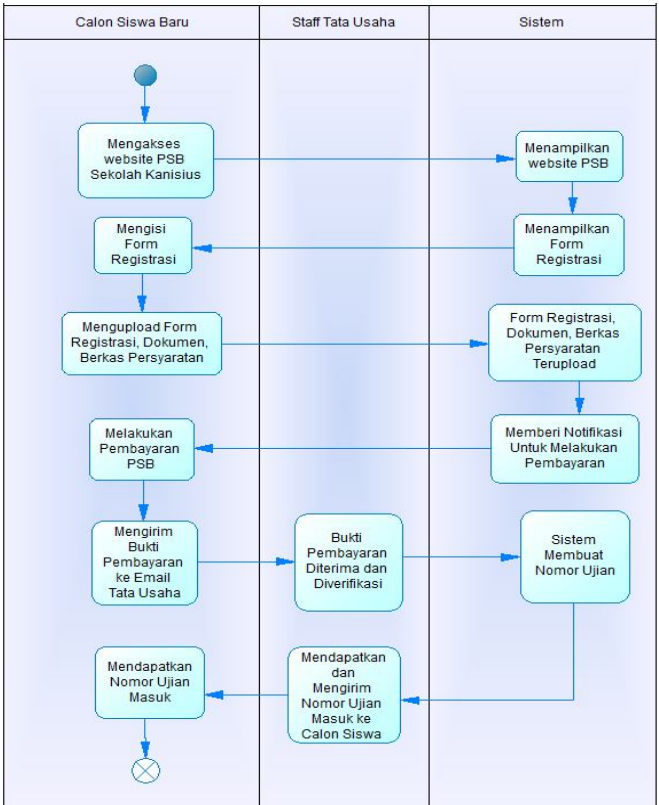 Calon Siswa Baru
Staff Tata Usaha
Sistem
Mengakses
website PSB
Sekolah Kanisius
Menampilkan
website PSB
Mengisi
Form
Registrasi
Menampilkan
Form
Registrasi
Mengupload Form
Registrasi, Dokumen,
Berkas Persyaratan
Form Registrasi,
Dokumen, Berkas
Persyaratan
Terupload
Melakukan
Pembayaran
PSB
Memberi Notifikasi
Untuk Melakukan
Pembayaran
Mengirim
Bukti
Pembayaran
ke Email
Tata Usaha
Bukti
Pembayaran
Diterima dan
Diverifikasi
Sistem
Membuat
Nomor Ujian
Mendapatkan
Nomor Ujian
Masuk
Mendapatkan
dan
Mengirim
Nomor Ujian
Masuk ke
Calon Siswa